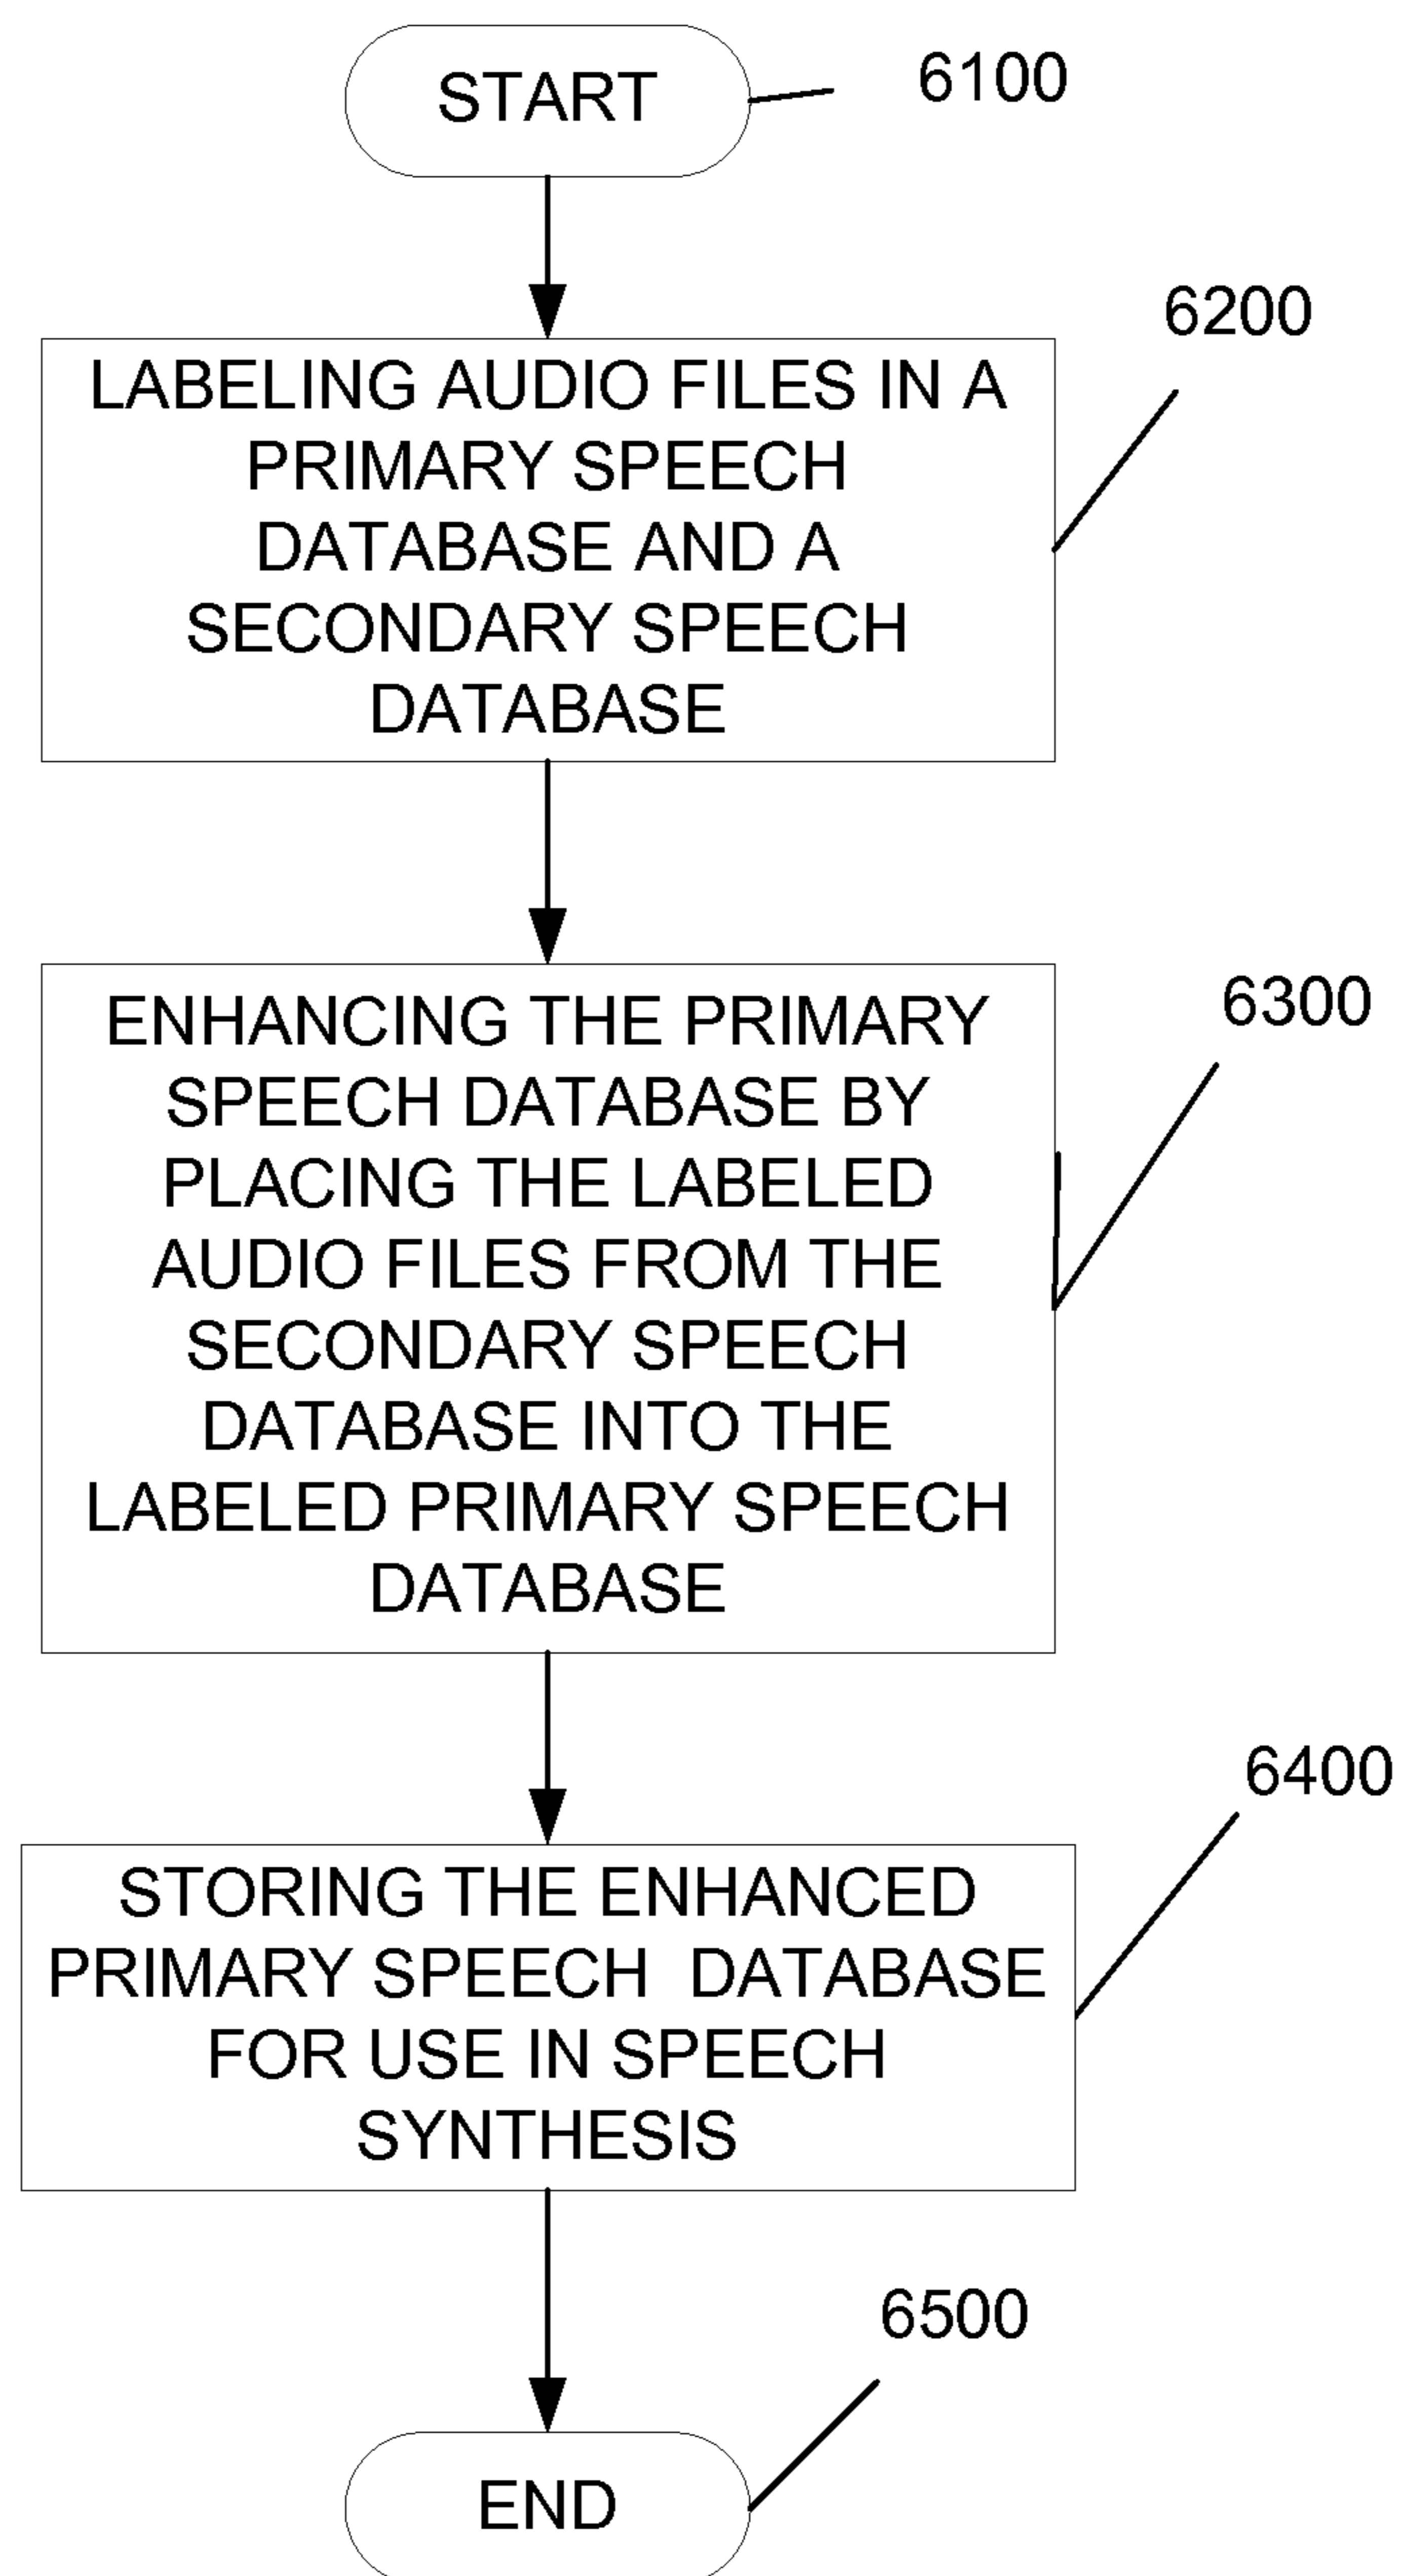 START
6100
6200
LABELING AUDIO FILES IN A
PRIMARY SPEECH
DATABASE AND A
SECONDARY SPEECH
DATABASE
6300
ENHANCING THE PRIMARY
SPEECH DATABASE BY
PLACING THE LABELED
AUDIO FILES FROM THE
SECONDARY SPEECH
DATABASE INTO THE
LABELED PRIMARY SPEECH
DATABASE
6400
STORING THE ENHANCED
PRIMARY SPEECH DATABASE
FOR USE IN SPEECH
SYNTHESIS
6500
END